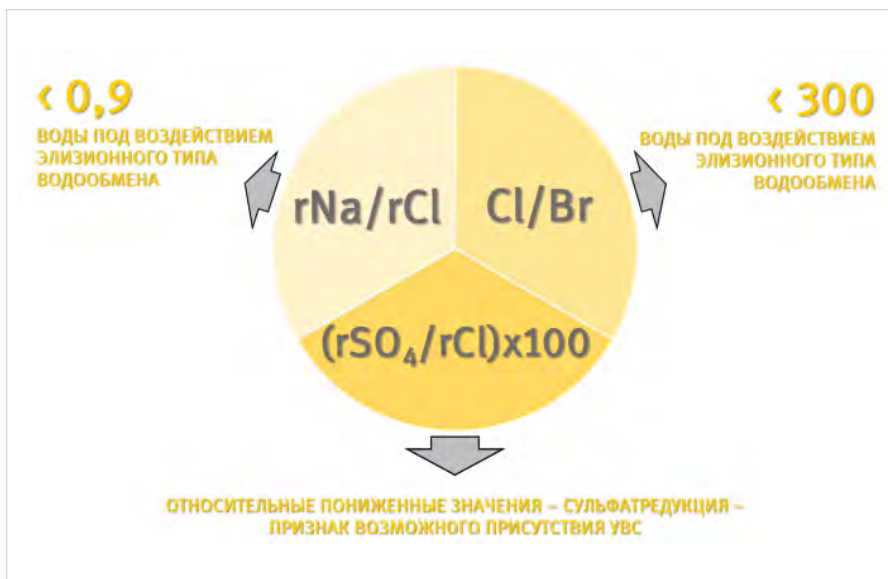 < 0,9
ВОДЫ ПОД ВОЗДЕЙСТВИЕМ
ЭЛИЗИОННОГО ТИПА
ВОДООБМЕНА
< 300
ВОДЫ ПОД ВОЗДЕЙСТВИЕМ
ЭЛИЗИОННОГО ТИПА
ВОДООБМЕНА
rNa/rCl
Cl/Br
(rSO₄/rCl)x100
ОТНОСИТЕЛЬНЫЕ ПОНИЖЕННЫЕ ЗНАЧЕНИЯ – СУЛЬФАТРЕДУКЦИЯ –
ПРИЗНАК ВОЗМОЖНОГО ПРИСУТСТВИЯ УВС